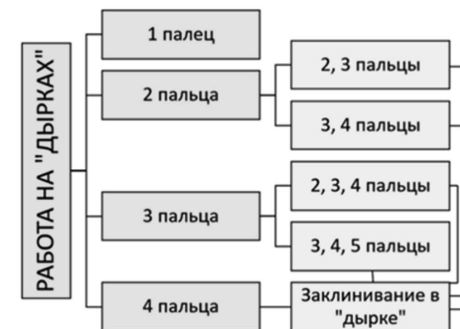 РАБОТА НА "ДЫРКАХ"
1 палец
2 пальца
2, 3 пальцы
3, 4 пальцы
3 пальца
2, 3, 4 пальцы
3, 4, 5 пальцы
4 пальца
Заклинивание в
"дырке"